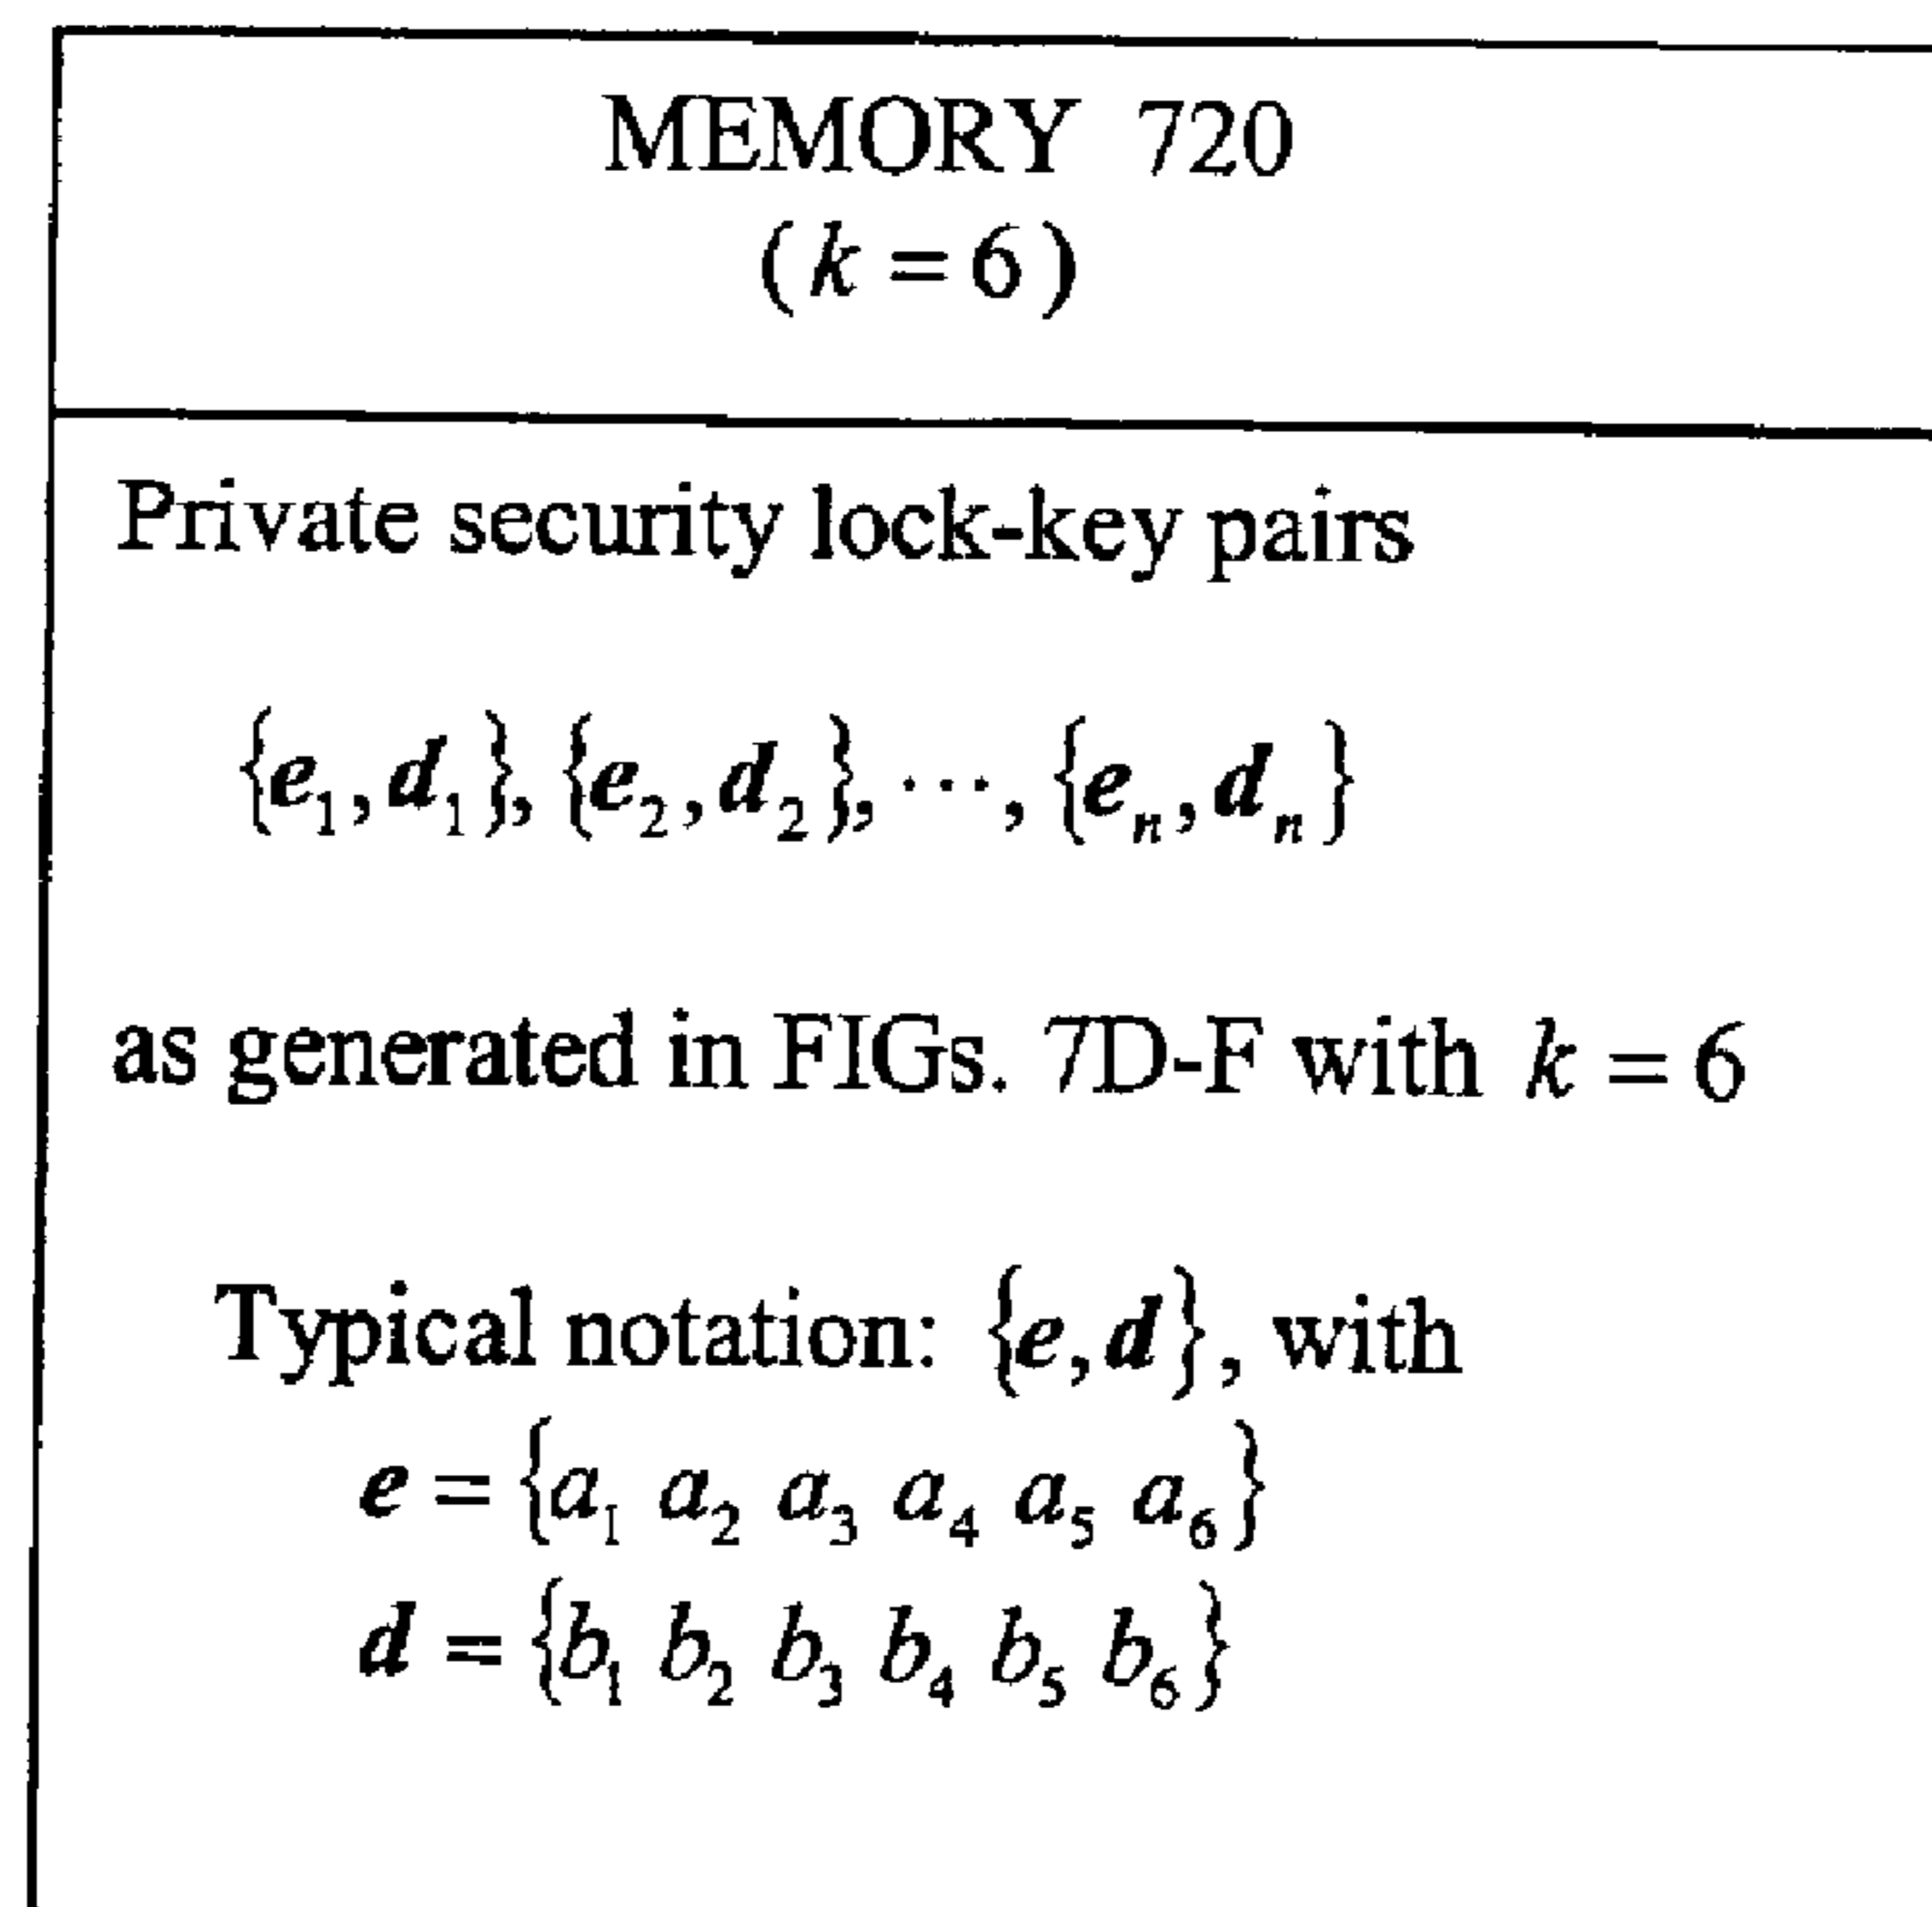 MEMORY 720
(k = 6)
Private security lock-key pairs
{e₁, d₁}, {e₂, d₂}, ⋯, {eₙ, dₙ}
as generated in FIGs. 7D-F with k = 6
Typical notation: {e, d}, with
e = {a₁ a₂ a₃ a₄ a₅ a₆}
d = {b₁ b₂ b₃ b₄ b₅ b₆}